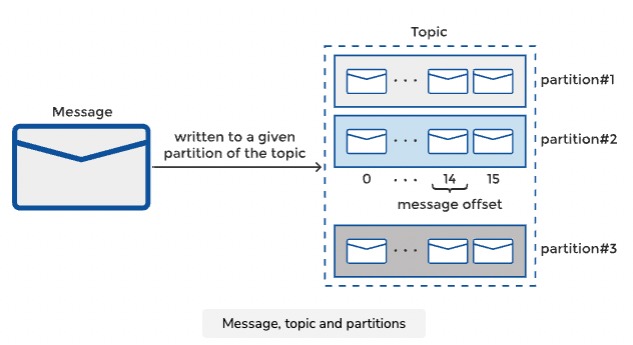 Topic
partition#1
Message
written to a given
partition of the topic
partition#2
0 ... 14 15
message offset
partition#3
Message, topic and partitions